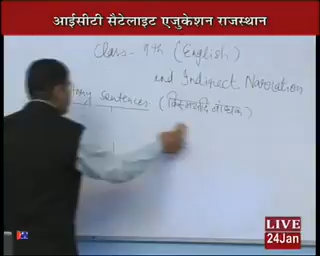 आईसीटी सैटेलाइट एजुकेशन राजस्थान
Class - 9th (English)
and Indirect Narration
Sentences (विस्मयादि बोधक)
LIVE
24Jan